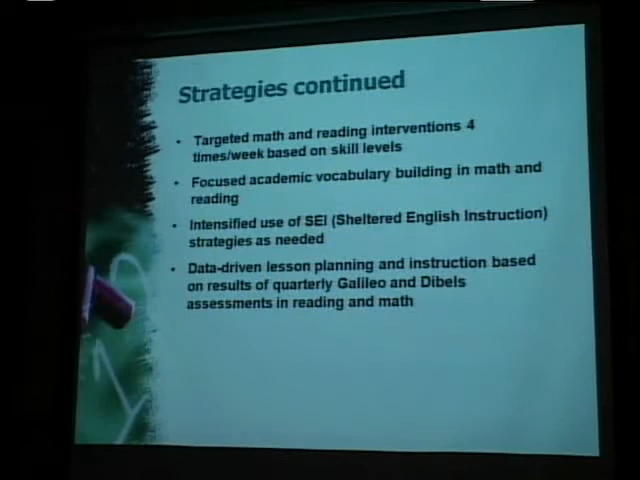 Strategies continued
• Targeted math and reading interventions 4
times/week based on skill levels
• Focused academic vocabulary building in math and
reading
• Intensified use of SEI (Sheltered English Instruction)
strategies as needed
• Data-driven lesson planning and instruction based
on results of quarterly Galileo and Dibels
assessments in reading and math